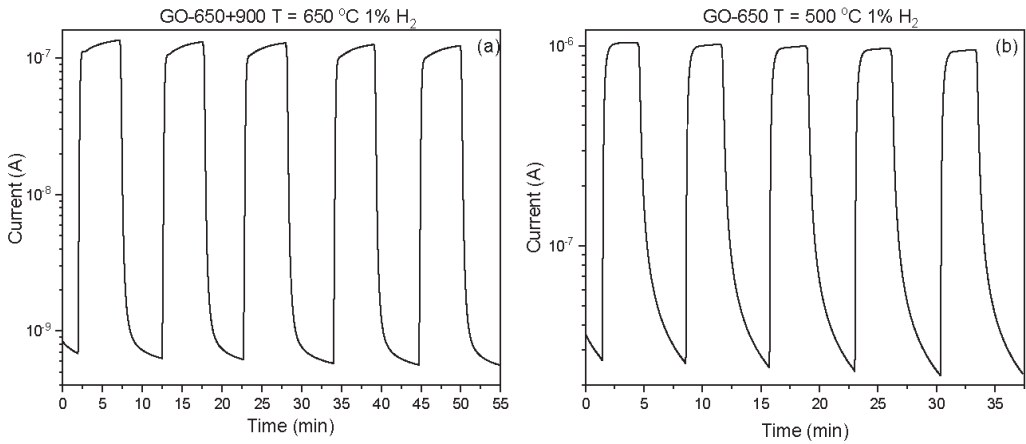 GO-650+900 T = 650 °C 1% H₂
(a)
10⁻⁷
10⁻⁸
10⁻⁹
Current (A)
0 5 10 15 20 25 30 35 40 45 50 55
Time (min)
GO-650 T = 500 °C 1% H₂
(b)
10⁻⁶
10⁻⁷
Current (A)
0 5 10 15 20 25 30 35
Time (min)